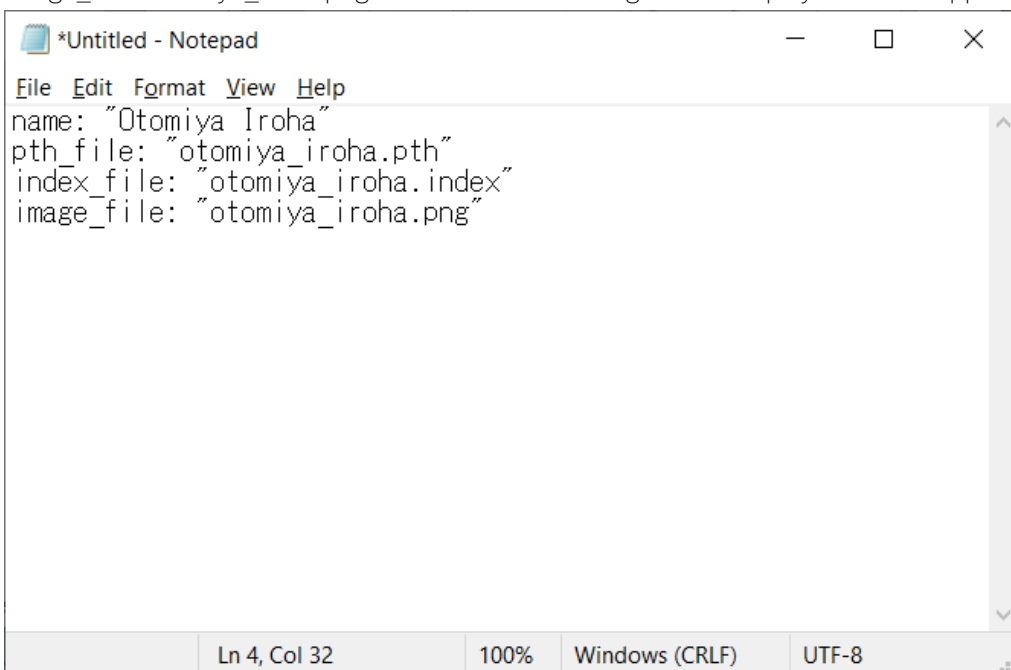 *Untitled - Notepad
File Edit Format View Help
name: "Otomiya Iroha"
pth_file: "otomiya_iroha.pth"
index_file: "otomiya_iroha.index"
image_file: "otomiya_iroha.png"
Ln 4, Col 32 100% Windows (CRLF) UTF-8